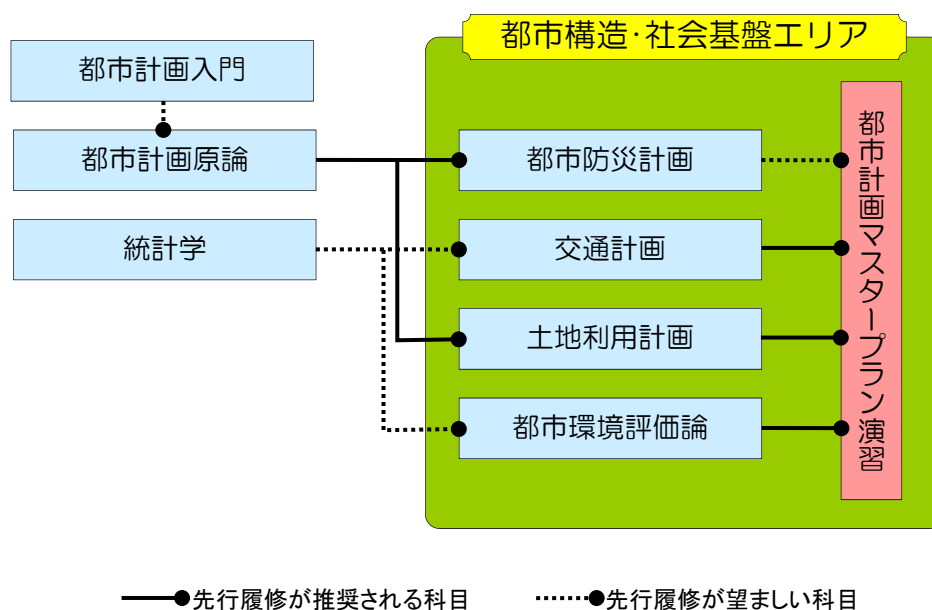 都市構造・社会基盤エリア
都市計画入門
都市計画原論
統計学
都市防災計画
交通計画
土地利用計画
都市環境評価論
都市計画マスタープラン演習
先行履修が推奨される科目
先行履修が望ましい科目